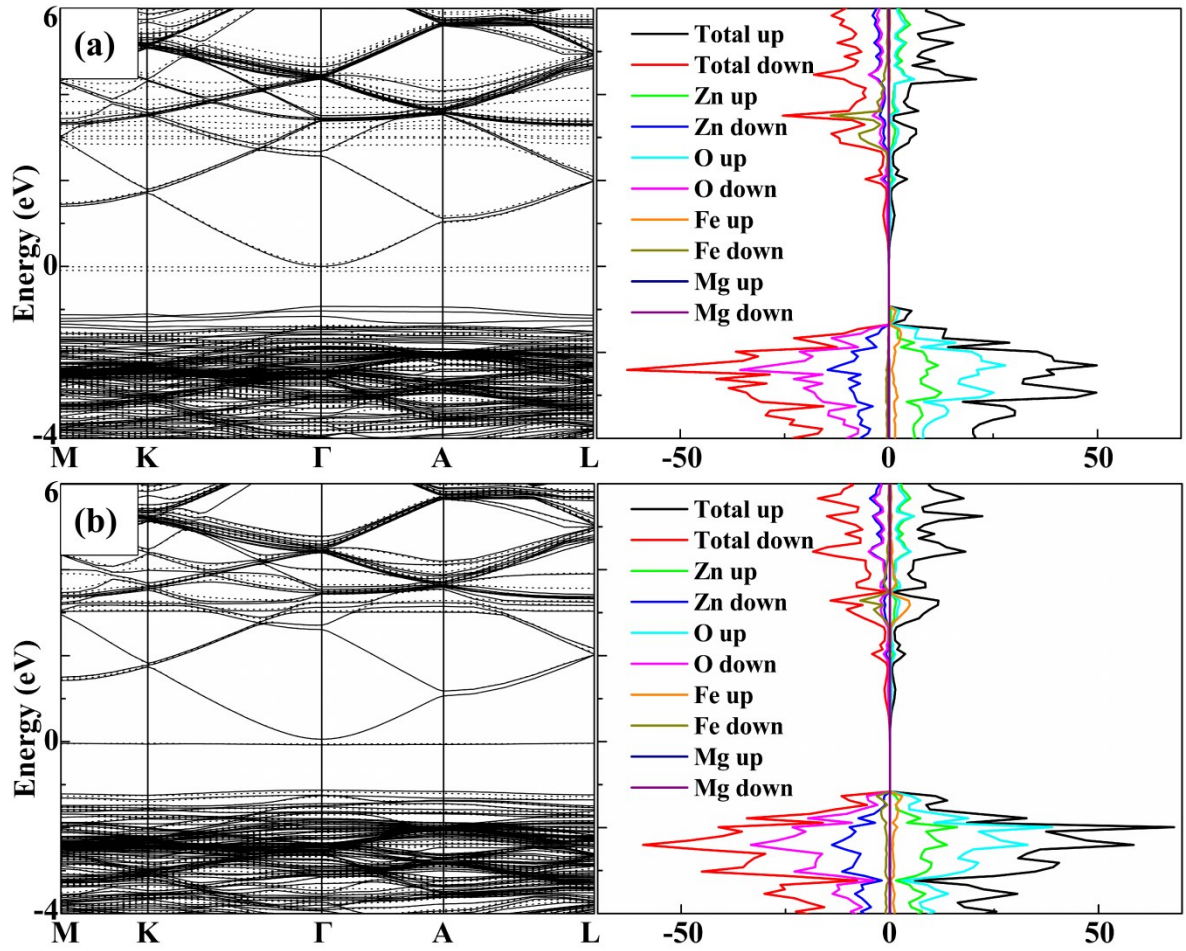 6
(a)
Energy (eV)
0
-4
M K Γ A L
Total up
Total down
Zn up
Zn down
O up
O down
Fe up
Fe down
Mg up
Mg down
-50 0 50
6
(b)
Energy (eV)
0
-4
M K Γ A L
Total up
Total down
Zn up
Zn down
O up
O down
Fe up
Fe down
Mg up
Mg down
-50 0 50